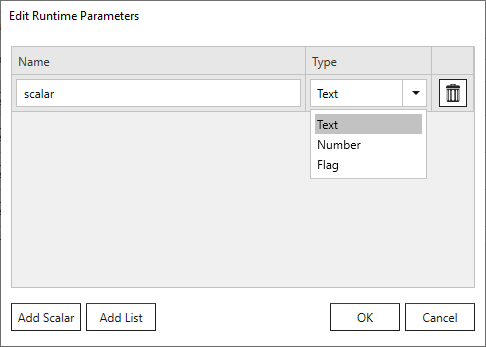 Edit Runtime Parameters
Name Type
scalar Text
Text
Number
Flag
Add Scalar Add List OK Cancel